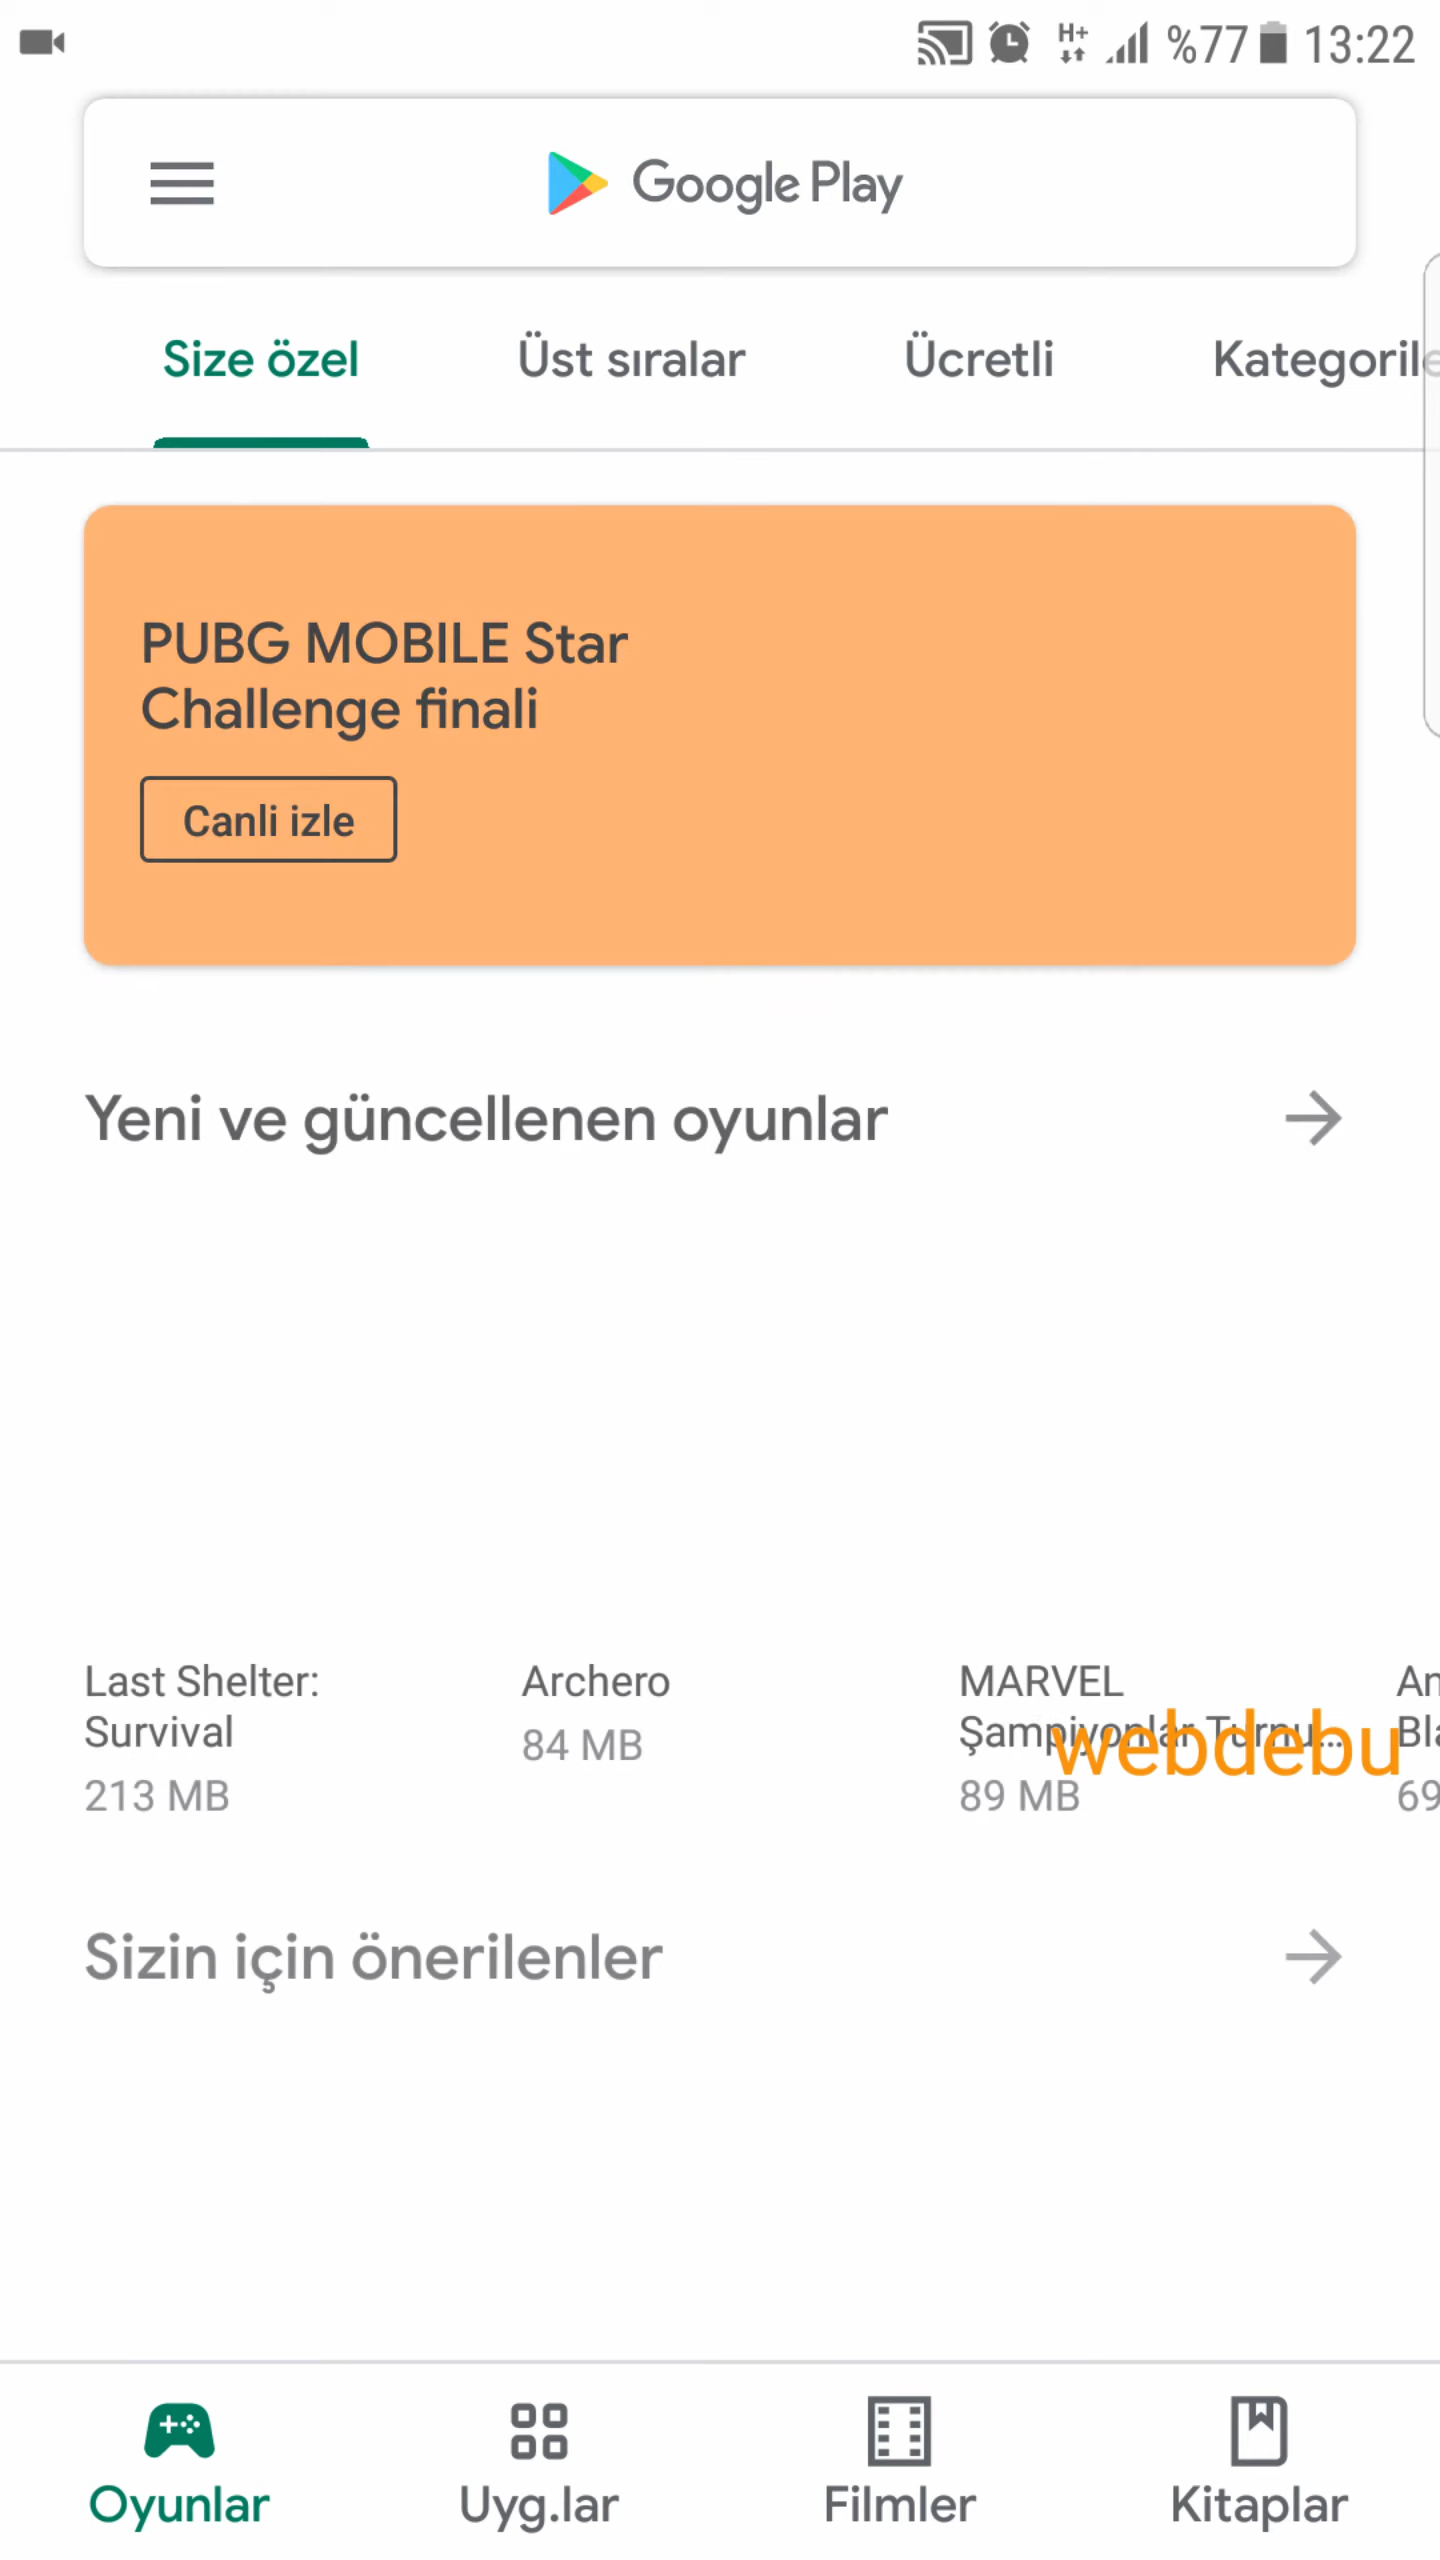 H+ %77 13:22
Google Play
Size özel Üst sıralar Ücretli Kategorile
PUBG MOBILE Star
Challenge finali
Canli izle
Yeni ve güncellenen oyunlar
Last Shelter:
Survival
213 MB
Archero
84 MB
MARVEL
Şampiyonlar Turnu...
89 MB
An
Bla
69
webdebu
Sizin için önerilenler
Oyunlar Uyg.lar Filmler Kitaplar